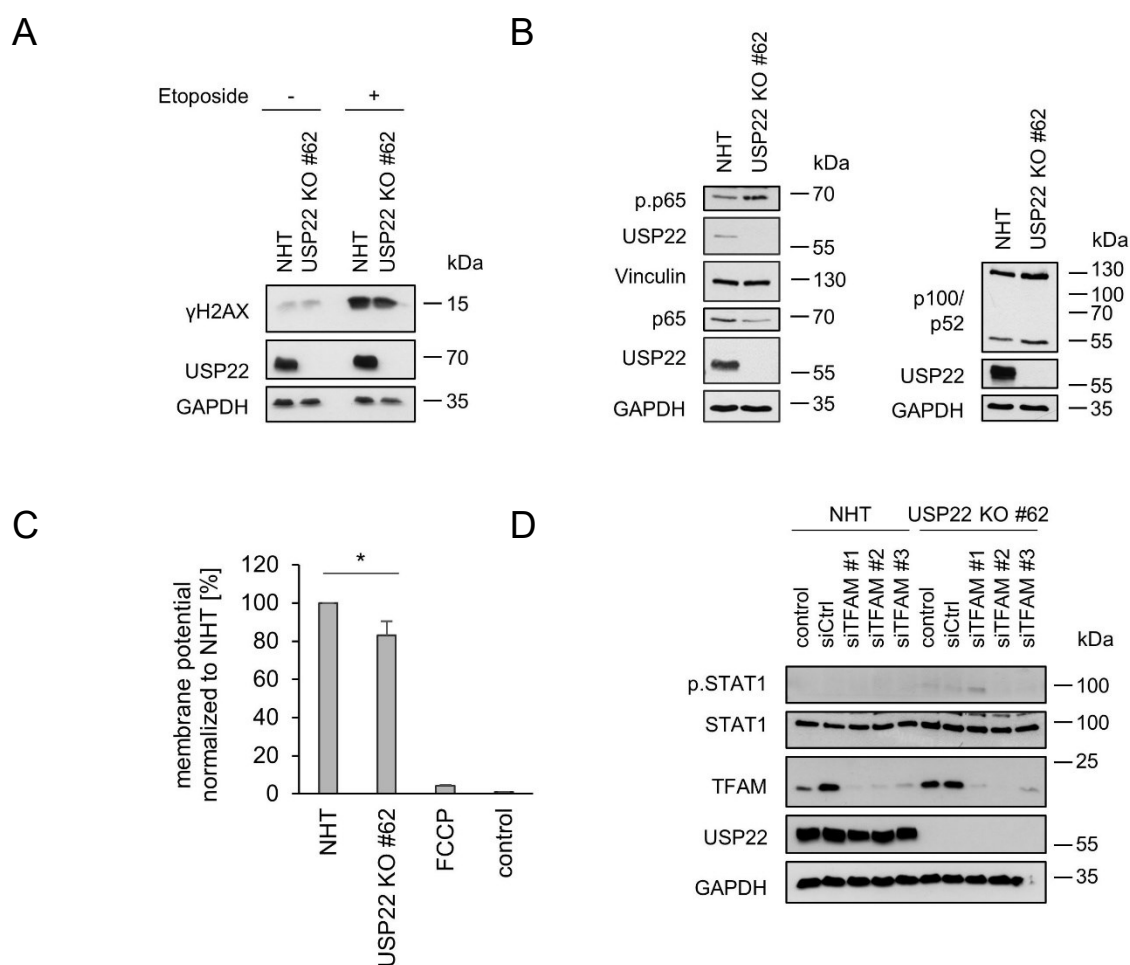 A
Etoposide - +
NHT
USP22 KO #62
NHT
USP22 KO #62
kDa
γH2AX 15
USP22 70
GAPDH 35
B
NHT
USP22 KO #62
kDa
p.p65 70
USP22 55
Vinculin 130
p65 70
USP22 55
GAPDH 35
NHT
USP22 KO #62
kDa
130
100
p100/
p52
70
55
USP22 55
GAPDH 35
C
membrane potential
normalized to NHT [%]
120
100
80
60
40
20
0
*
NHT
USP22 KO #62
FCCP
control
D
NHT USP22 KO #62
control
siCtrl
siTFAM #1
siTFAM #2
siTFAM #3
control
siCtrl
siTFAM #1
siTFAM #2
siTFAM #3
kDa
p.STAT1 100
STAT1 100
TFAM 25
USP22 55
GAPDH 35